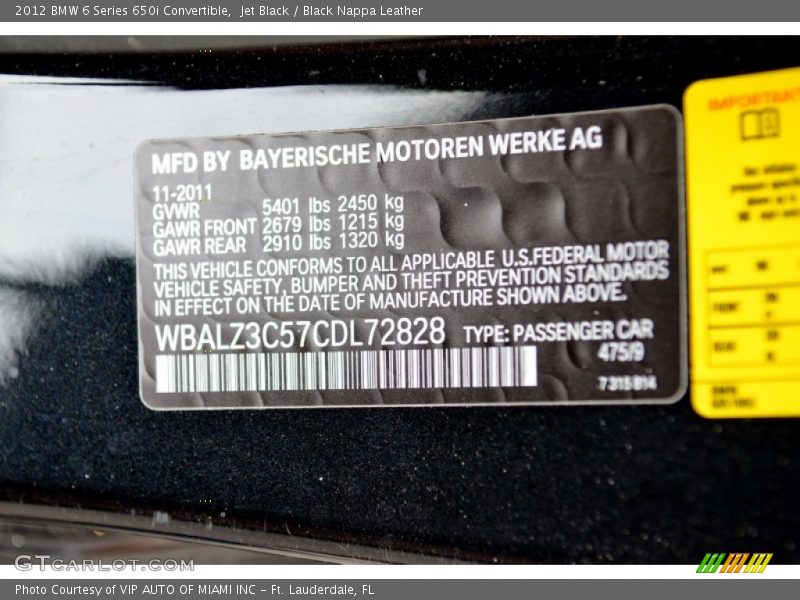 2012 BMW 6 Series 650i Convertible,  Jet Black / Black Nappa Leather
MFD BY BAYERISCHE MOTOREN WERKE AG
11-2011
GVWR 5401 lbs 2450 kg
GAWR FRONT 2679 lbs 1215 kg
GAWR REAR 2910 lbs 1320 kg
THIS VEHICLE CONFORMS TO ALL APPLICABLE U.S.FEDERAL MOTOR
VEHICLE SAFETY, BUMPER AND THEFT PREVENTION STANDARDS
IN EFFECT ON THE DATE OF MANUFACTURE SHOWN ABOVE.
WBALZ3C57CDL72828 TYPE: PASSENGER CAR
475/9
7 315 814
IMPORTANT
GTCARLOT.COM
Photo Courtesy of VIP AUTO OF MIAMI INC – Ft. Lauderdale, FL